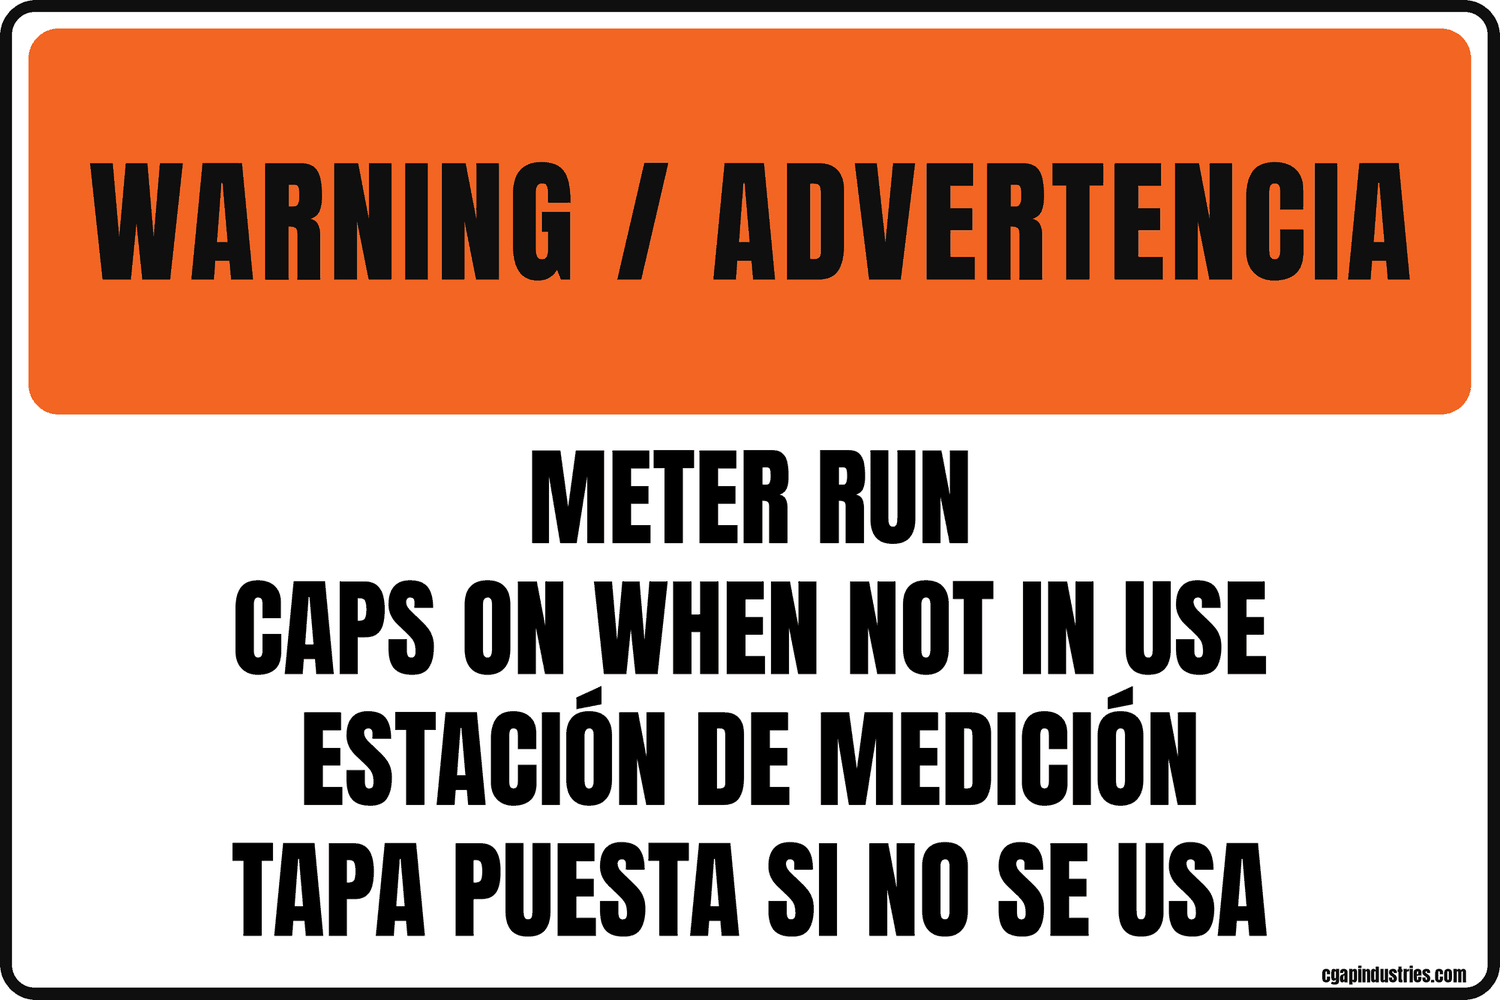 WARNING / ADVERTENCIA
METER RUN
CAPS ON WHEN NOT IN USE
ESTACIÓN DE MEDICIÓN
TAPA PUESTA SI NO SE USA
cgapindustries.com